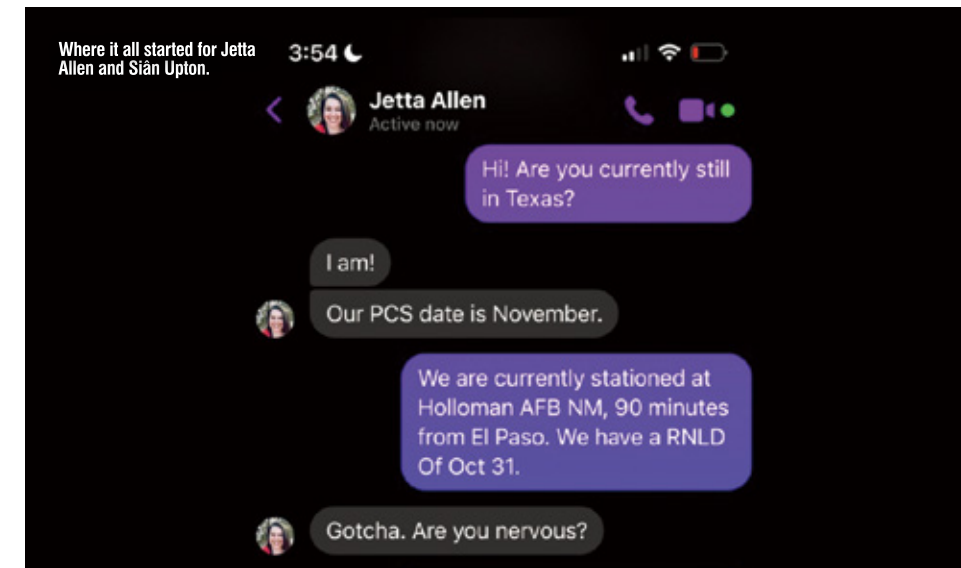 Where it all started for Jetta
Allen and Siân Upton.
3:54
Jetta Allen
Active now
Hi! Are you currently still
in Texas?
I am!
Our PCS date is November.
We are currently stationed at
Holloman AFB NM, 90 minutes
from El Paso. We have a RNLD
Of Oct 31.
Gotcha. Are you nervous?